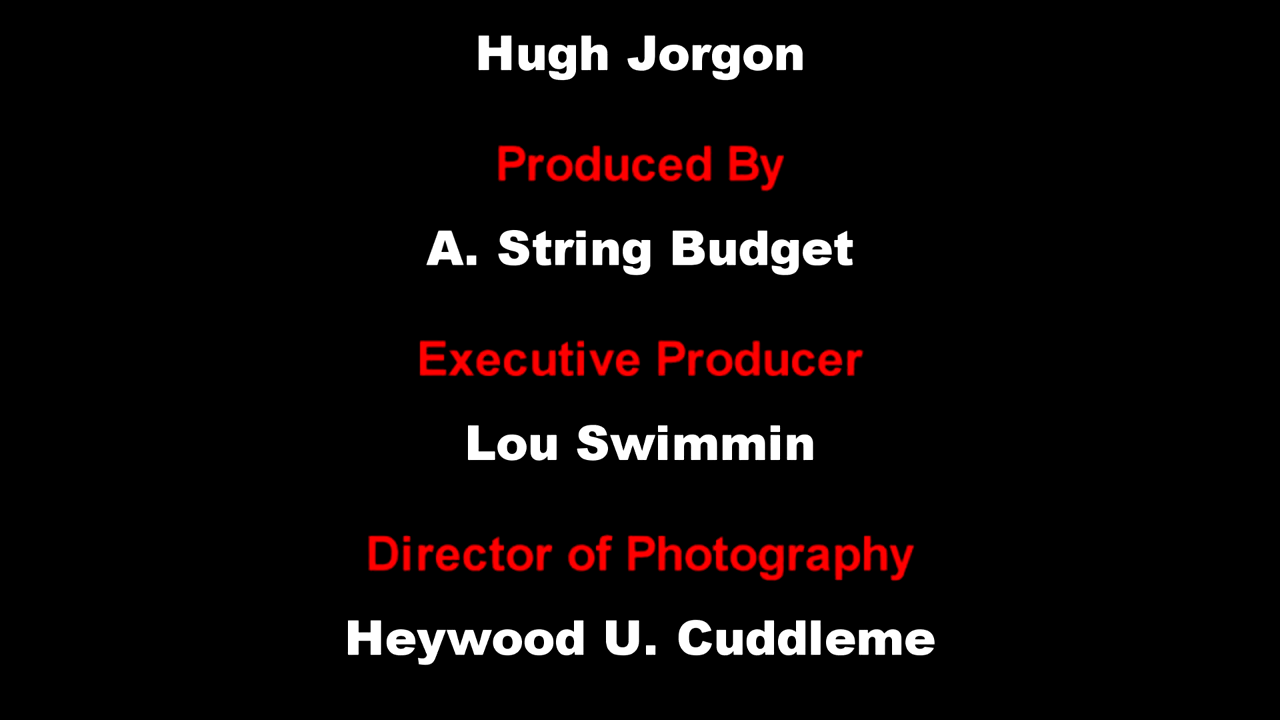 Hugh Jorgon
Produced By
A. String Budget
Executive Producer
Lou Swimmin
Director of Photography
Heywood U. Cuddleme